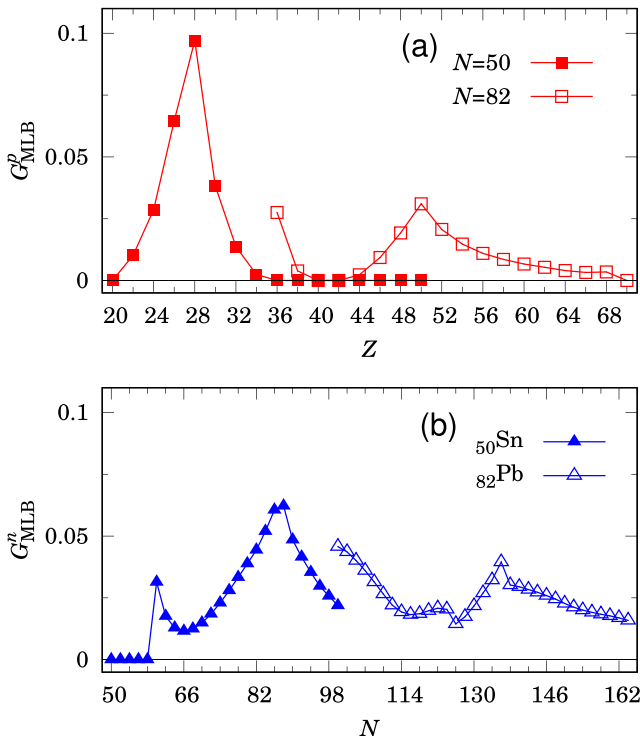 0.1
(a)
N=50
N=82
0.05
G^p_MLB
0
20 24 28 32 36 40 44 48 52 56 60 64 68
Z
0.1
(b)
₅₀Sn
₈₂Pb
0.05
G^n_MLB
0
50 66 82 98 114 130 146 162
N